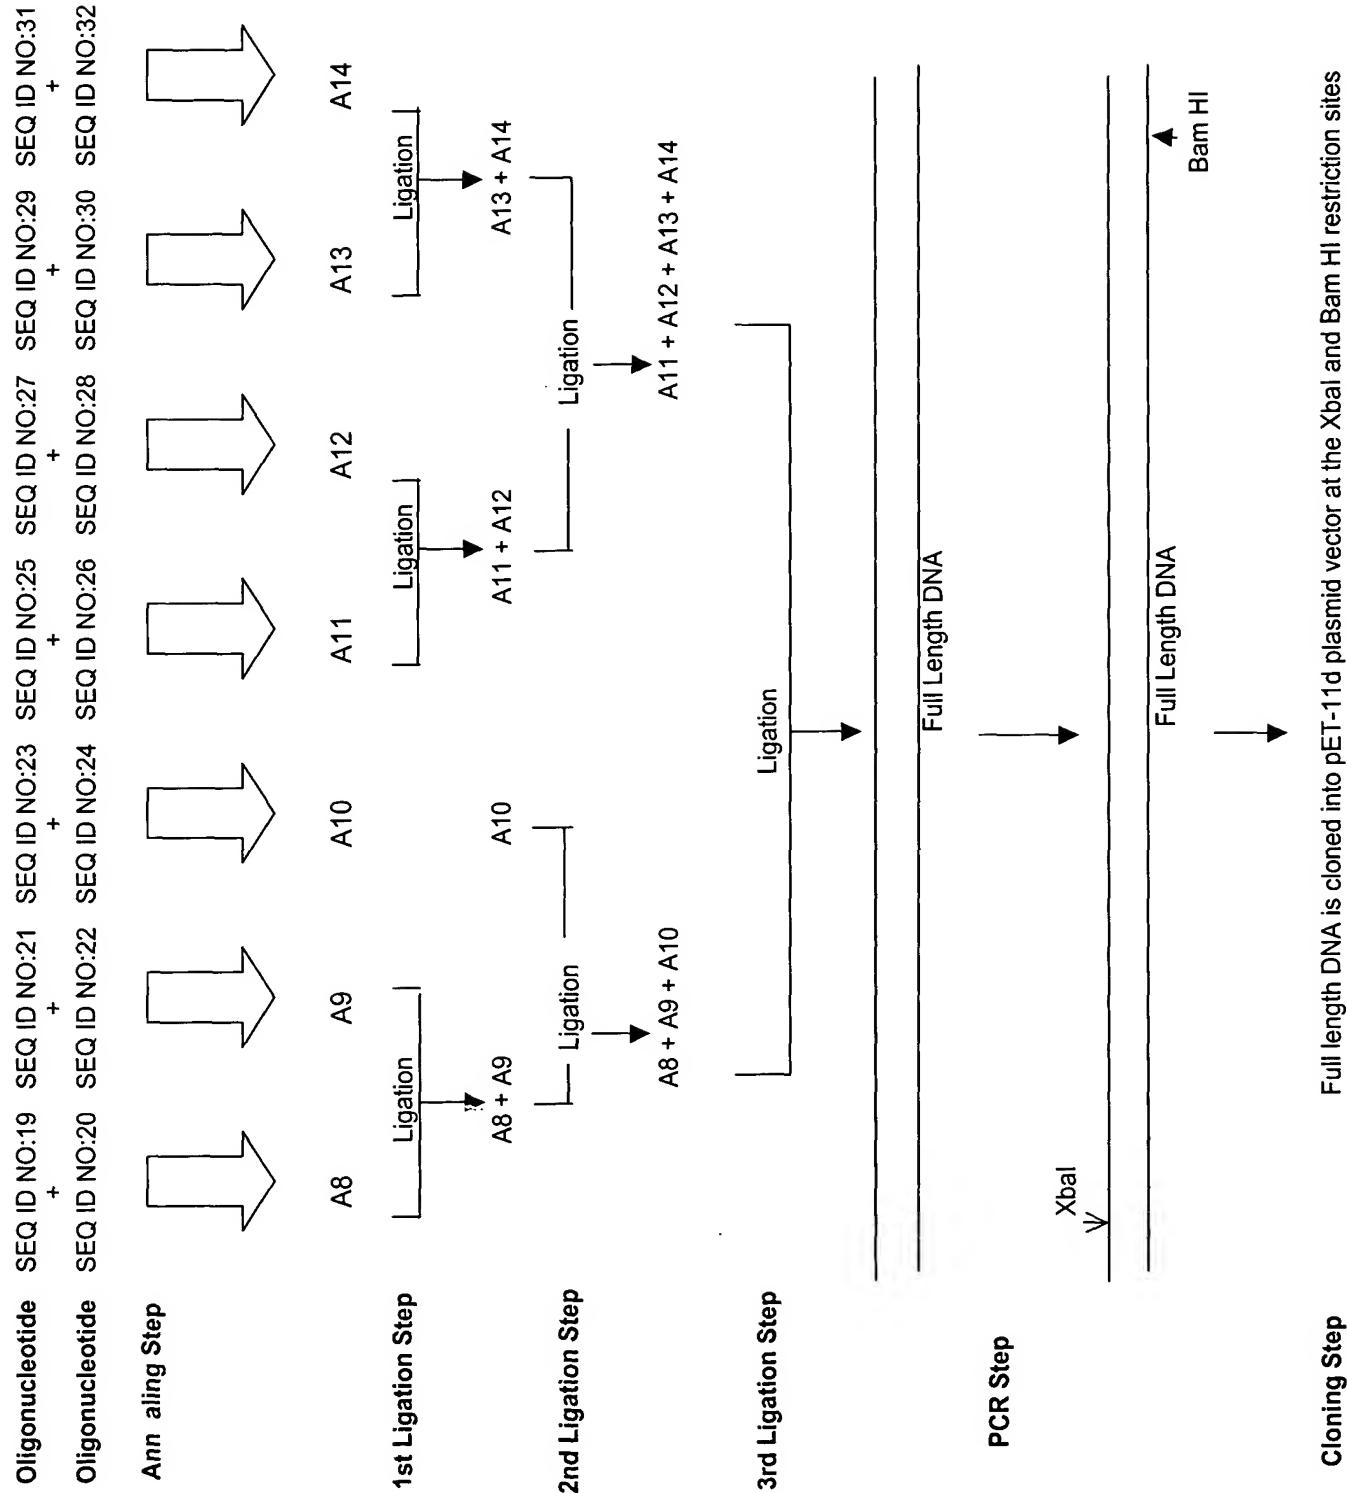 Oligonucleotide SEQ ID NO:19 SEQ ID NO:21 SEQ ID NO:23 SEQ ID NO:25 SEQ ID NO:27 SEQ ID NO:29 SEQ ID NO:31
+ + + + + + +
Oligonucleotide SEQ ID NO:20 SEQ ID NO:22 SEQ ID NO:24 SEQ ID NO:26 SEQ ID NO:28 SEQ ID NO:30 SEQ ID NO:32
Ann aling Step
A8 A9 A10 A11 A12 A13 A14
1st Ligation Step Ligation Ligation Ligation
A8 + A9 A10 A11 + A12 A13 + A14
2nd Ligation Step Ligation Ligation
A8 + A9 + A10 A11 + A12 + A13 + A14
3rd Ligation Step Ligation
Full Length DNA
PCR Step
XbaI
Full Length DNA
Bam HI
Cloning Step Full length DNA is cloned into pET-11d plasmid vector at the XbaI and Bam HI restriction sites